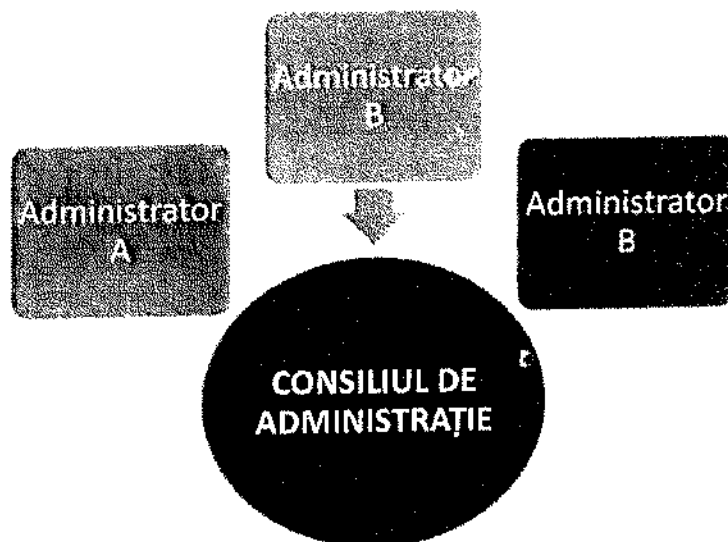 Administrator
B
Administrator
A
Administrator
B
CONSILIUL DE
ADMINISTRAȚIE